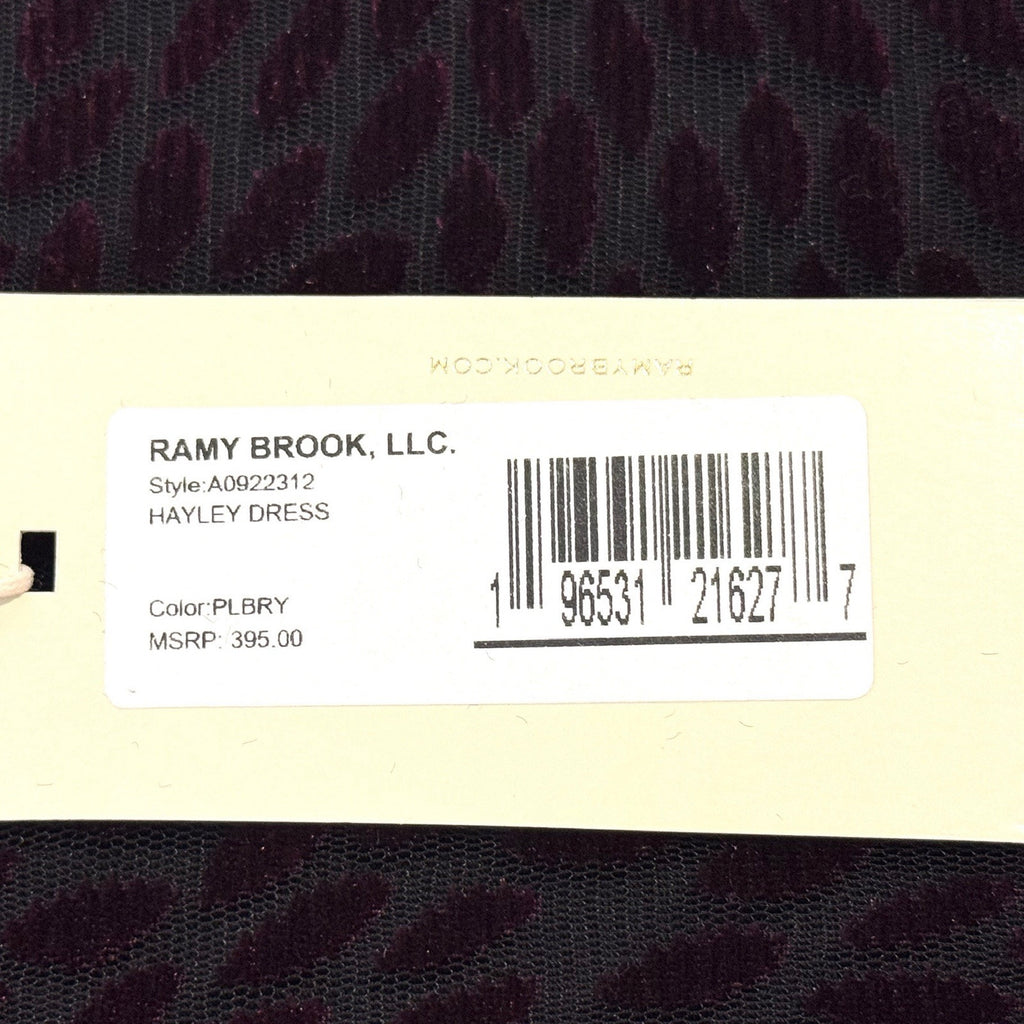 RAMYBROOK.COM
RAMY BROOK, LLC.
Style:A0922312
HAYLEY DRESS
Color:PLBRY
MSRP: 395.00
1 96531 21627 7